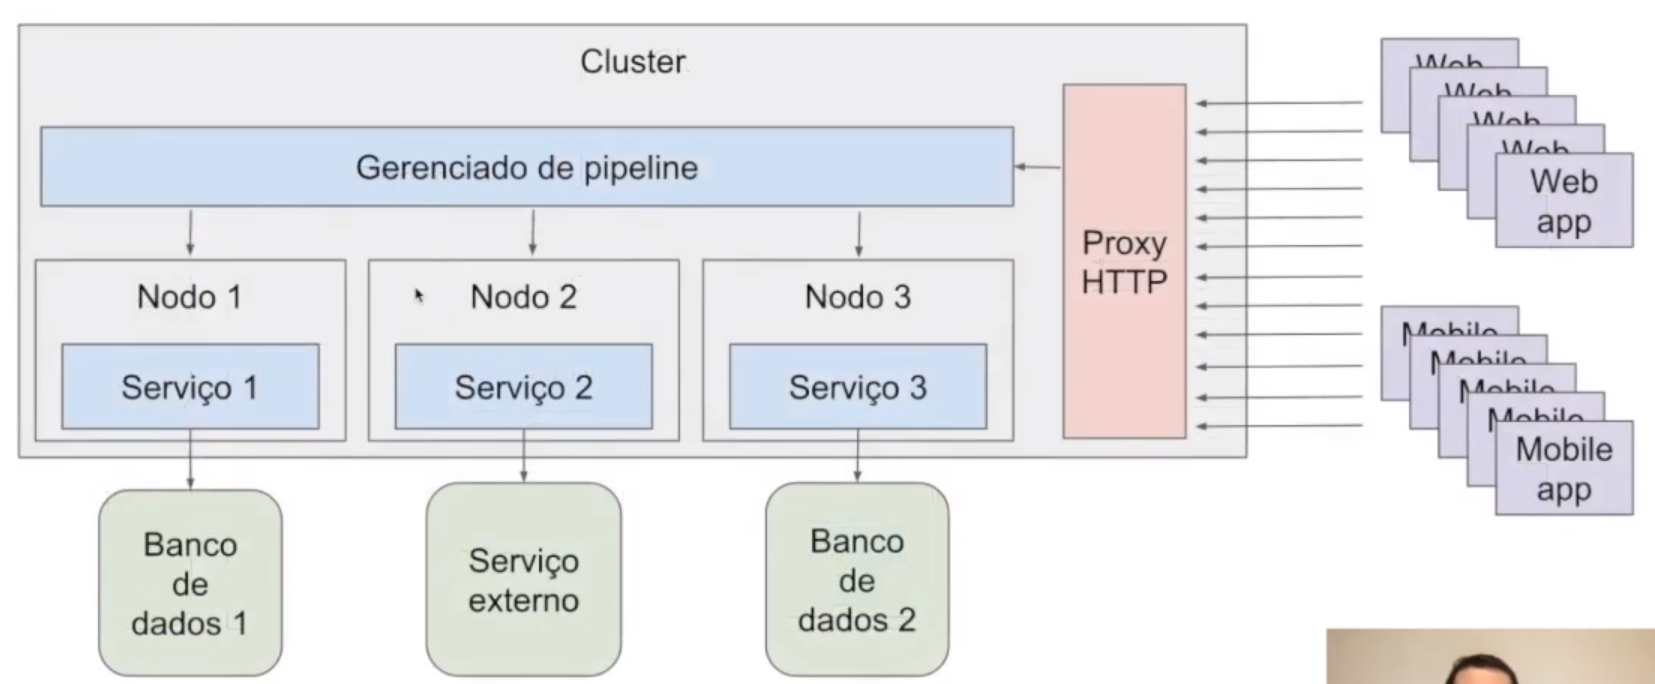 Cluster
Gerenciado de pipeline
Nodo 1
Nodo 2
Nodo 3
Serviço 1
Serviço 2
Serviço 3
Proxy
HTTP
Web
Web
Web
Web
Web
app
Mobile
Mobile
Mobile
Mobile
Mobile
app
Banco
de
dados 1
Serviço
externo
Banco
de
dados 2